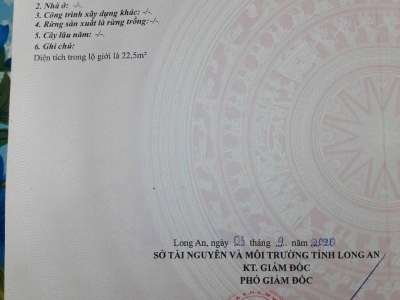 2. Nhà ở: -/-.
3. Công trình xây dựng khác: -/-.
4. Rừng sản xuất là rừng trồng: -/-.
5. Cây lâu năm: -/-.
6. Ghi chú:
Diện tích trong lộ giới là 22,5m²
Long An, ngày 03 tháng 9 năm 2020
SỞ TÀI NGUYÊN VÀ MÔI TRƯỜNG TỈNH LONG AN
KT. GIÁM ĐỐC
PHÓ GIÁM ĐỐC